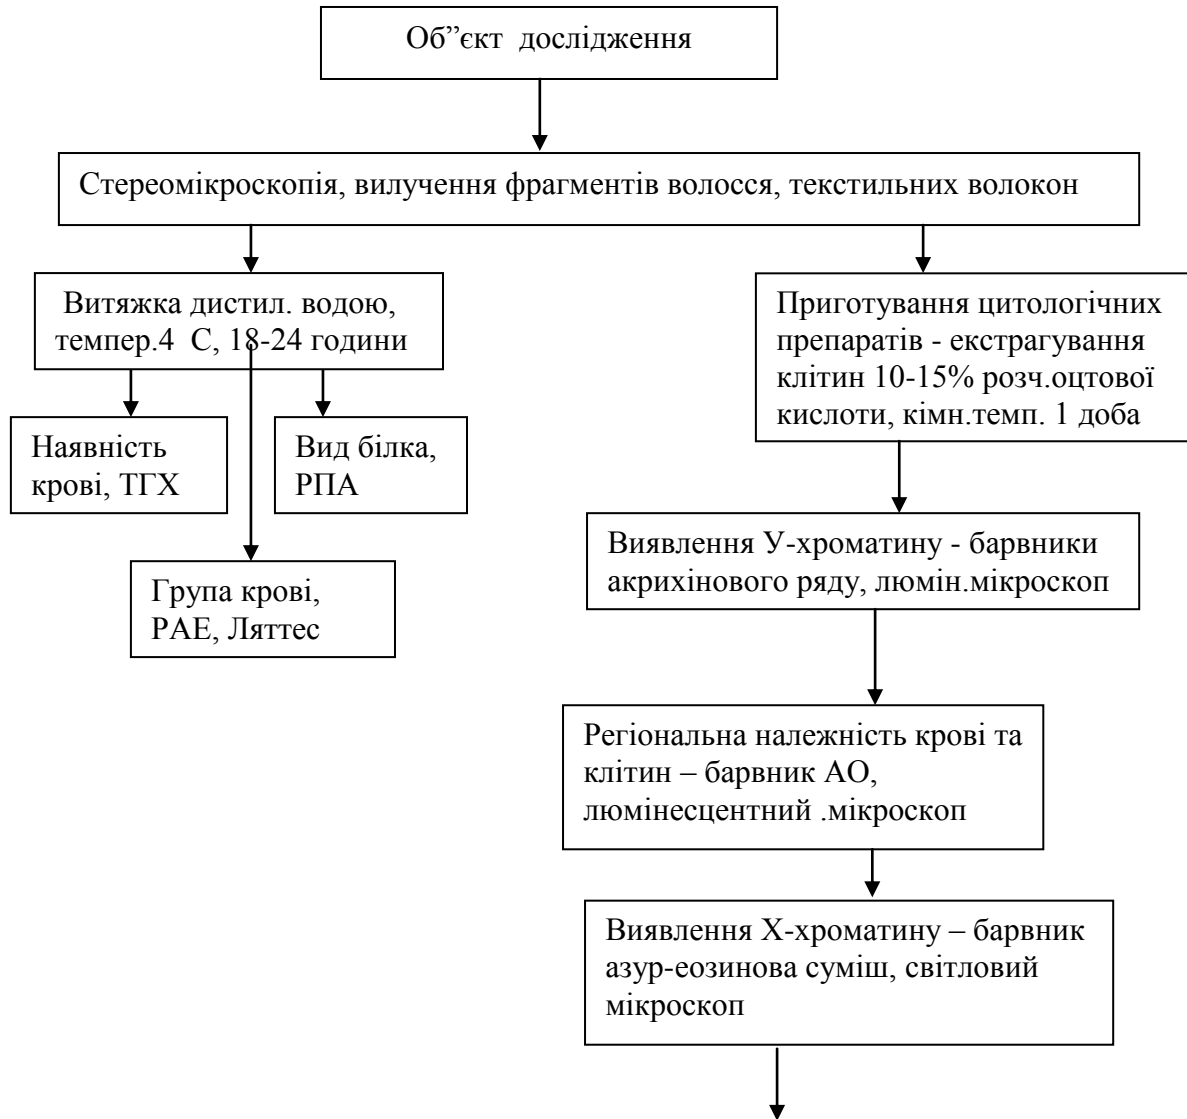 Об”єкт дослідження
Стереомікроскопія, вилучення фрагментів волосся, текстильних волокон
Витяжка дистил. водою,
темпер.4 С, 18-24 години
Наявність
крові, ТГХ
Вид білка,
РПА
Група крові,
РАЕ, Ляттес
Приготування цитологічних
препаратів - екстрагування
клітин 10-15% розч.оцтової
кислоти, кімн.темп. 1 доба
Виявлення У-хроматину - барвники
акрихінового ряду, люмін.мікроскоп
Регіональна належність крові та
клітин – барвник АО,
люмінесцентний .мікроскоп
Виявлення Х-хроматину – барвник
азур-еозинова суміш, світловий
мікроскоп